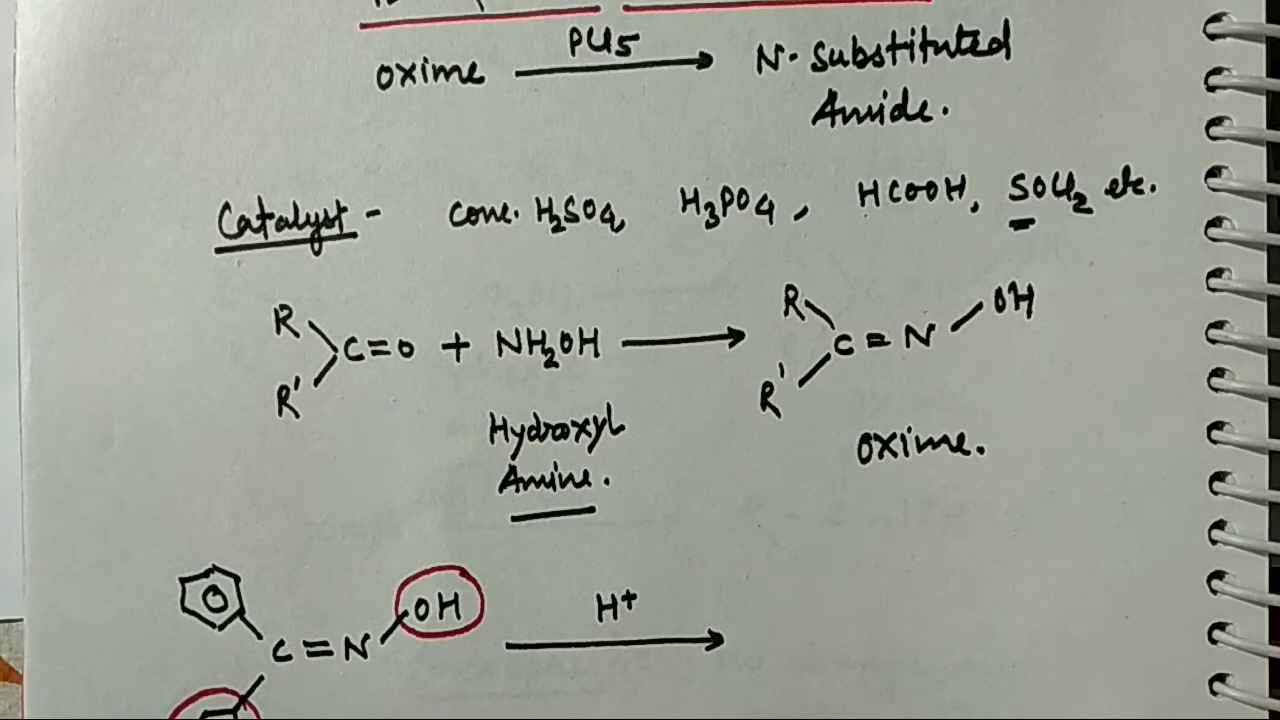 PCl5
oxime ⟶ N-Substituted
Amide.
Catalyst - conc. H2SO4, H3PO4, HCOOH, SOCl2 etc.
R
R'
C=O + NH2OH ⟶
R
R'
C=N
OH
Hydroxyl
Amine.
oxime.
OH
C=N
H+
⟶